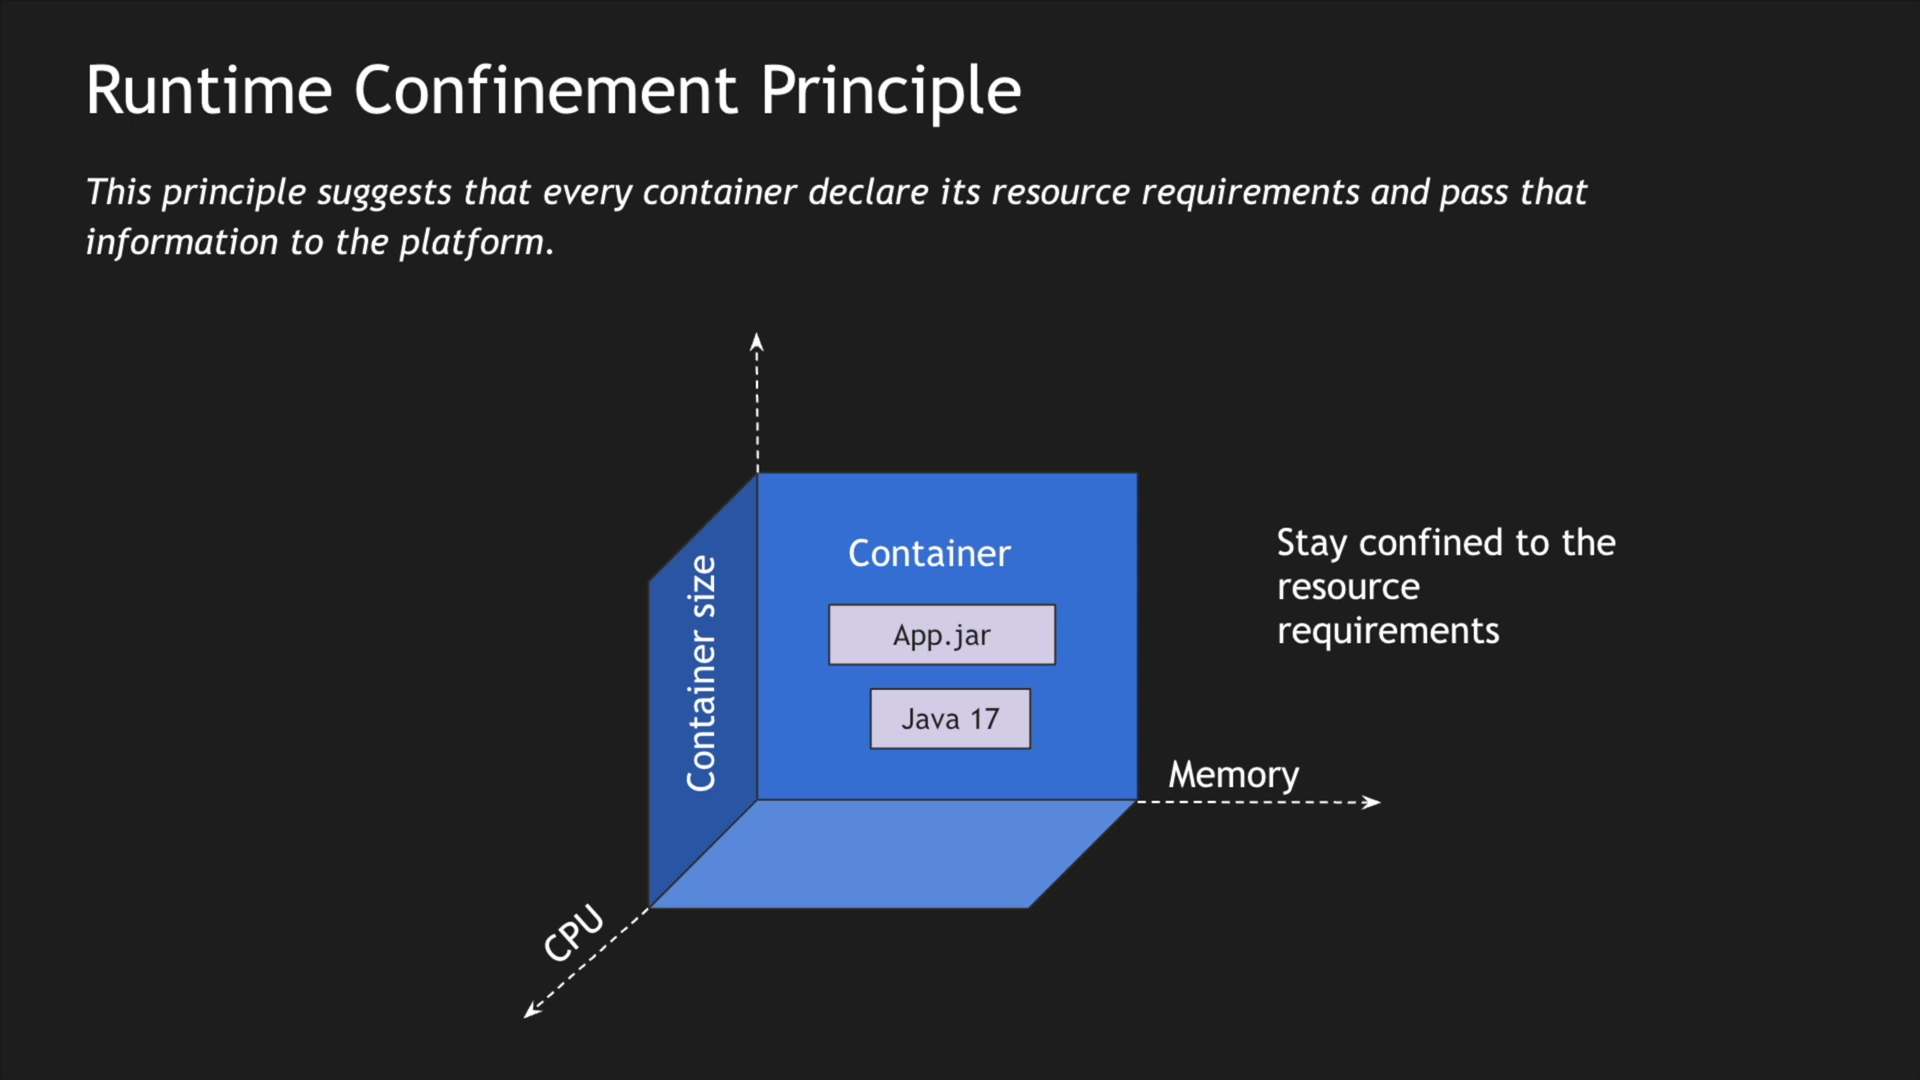 Runtime Confinement Principle
This principle suggests that every container declare its resource requirements and pass that
information to the platform.
Container size
Container
App.jar
Java 17
Stay confined to the
resource
requirements
Memory
CPU